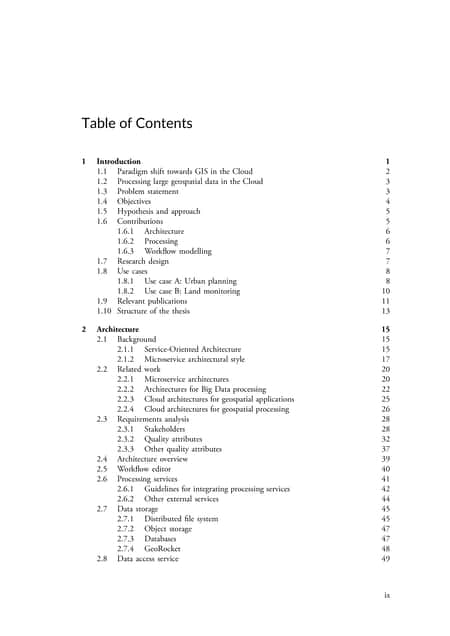 Table of Contents
1 Introduction 1
1.1 Paradigm shift towards GIS in the Cloud 2
1.2 Processing large geospatial data in the Cloud 3
1.3 Problem statement 3
1.4 Objectives 4
1.5 Hypothesis and approach 5
1.6 Contributions 5
1.6.1 Architecture 6
1.6.2 Processing 6
1.6.3 Workflow modelling 7
1.7 Research design 7
1.8 Use cases 8
1.8.1 Use case A: Urban planning 8
1.8.2 Use case B: Land monitoring 10
1.9 Relevant publications 11
1.10 Structure of the thesis 13
2 Architecture 15
2.1 Background 15
2.1.1 Service-Oriented Architecture 15
2.1.2 Microservice architectural style 17
2.2 Related work 20
2.2.1 Microservice architectures 20
2.2.2 Architectures for Big Data processing 22
2.2.3 Cloud architectures for geospatial applications 25
2.2.4 Cloud architectures for geospatial processing 26
2.3 Requirements analysis 28
2.3.1 Stakeholders 28
2.3.2 Quality attributes 32
2.3.3 Other quality attributes 37
2.4 Architecture overview 39
2.5 Workflow editor 40
2.6 Processing services 41
2.6.1 Guidelines for integrating processing services 42
2.6.2 Other external services 44
2.7 Data storage 45
2.7.1 Distributed file system 45
2.7.2 Object storage 47
2.7.3 Databases 47
2.7.4 GeoRocket 48
2.8 Data access service 49
ix